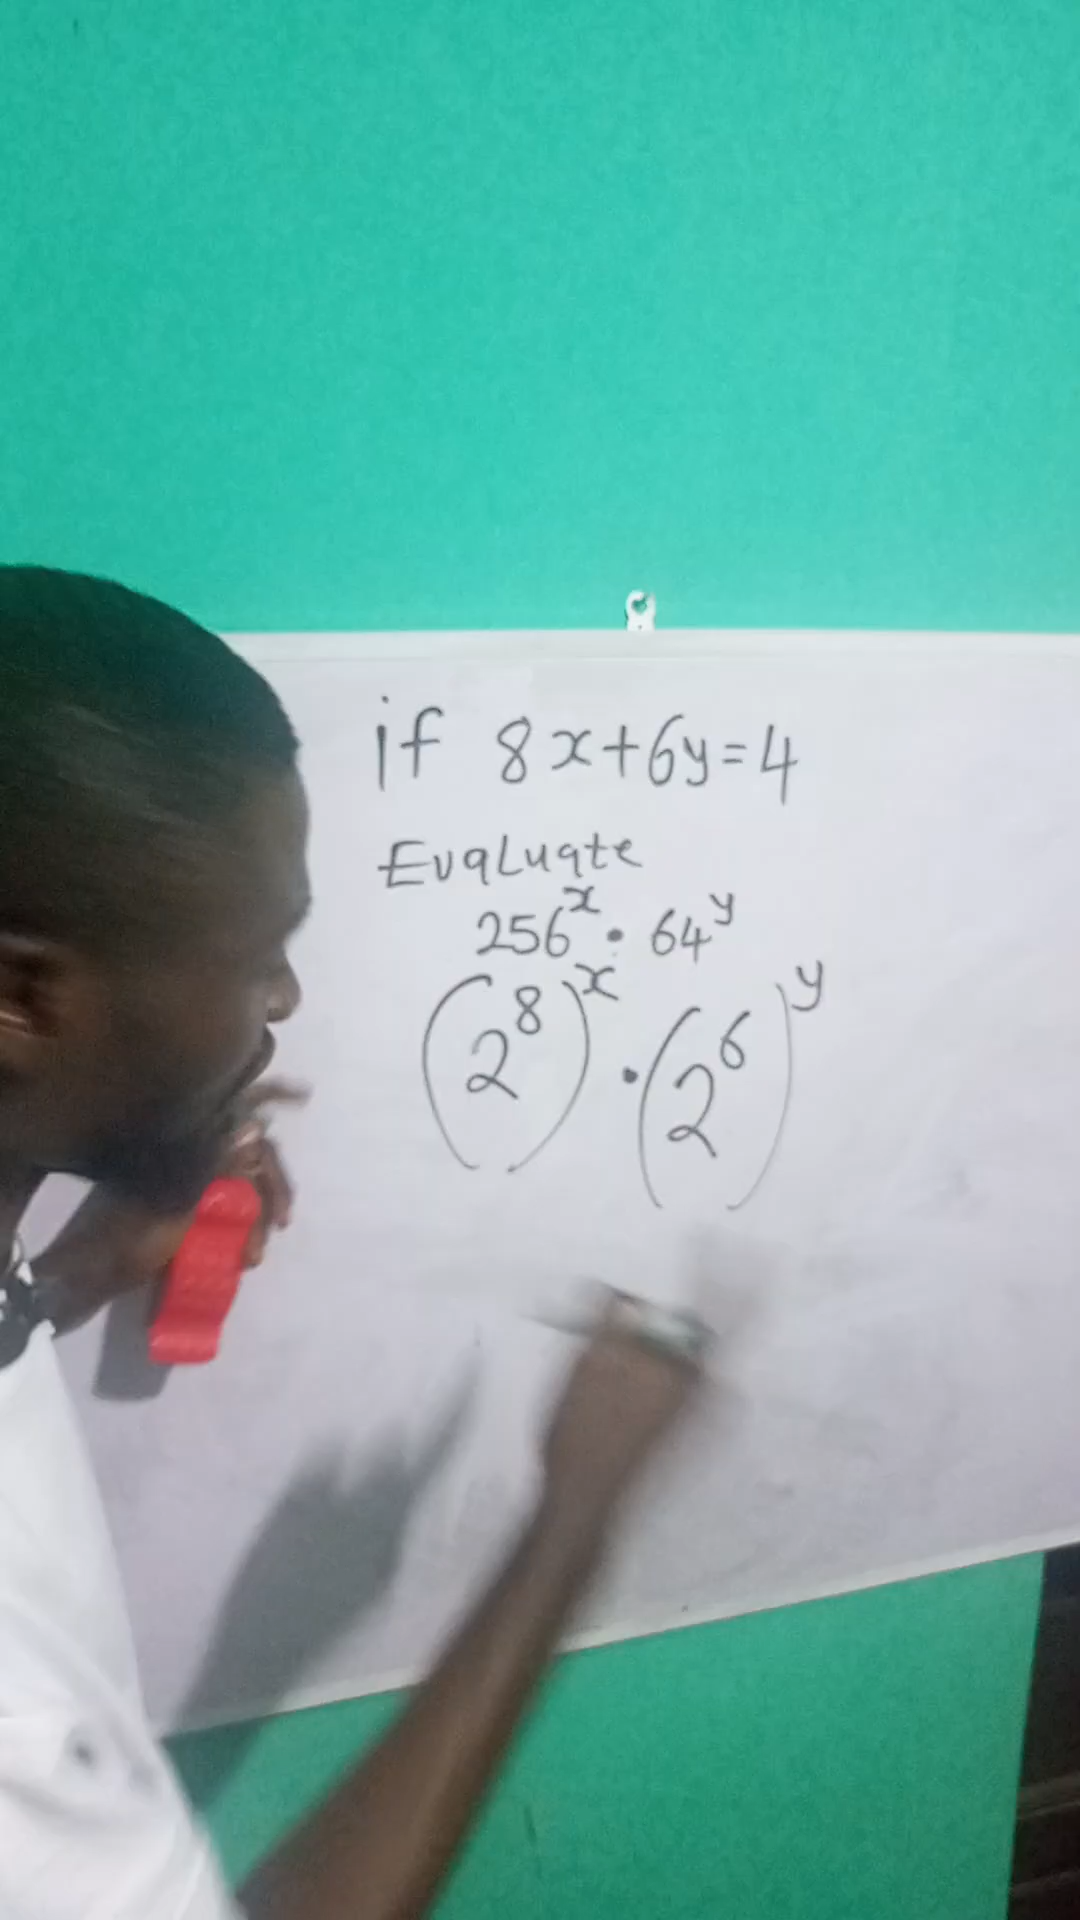 if 8x+6y=4
Evaluate
256^x · 64^y
(2^8)^x · (2^6)^y